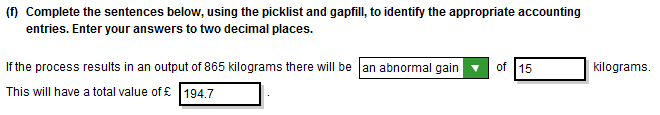 (f) Complete the sentences below, using the picklist and gapfill, to identify the appropriate accounting
entries. Enter your answers to two decimal places.
If the process results in an output of 865 kilograms there will be an abnormal gain of 15 kilograms.
This will have a total value of £ 194.7 .